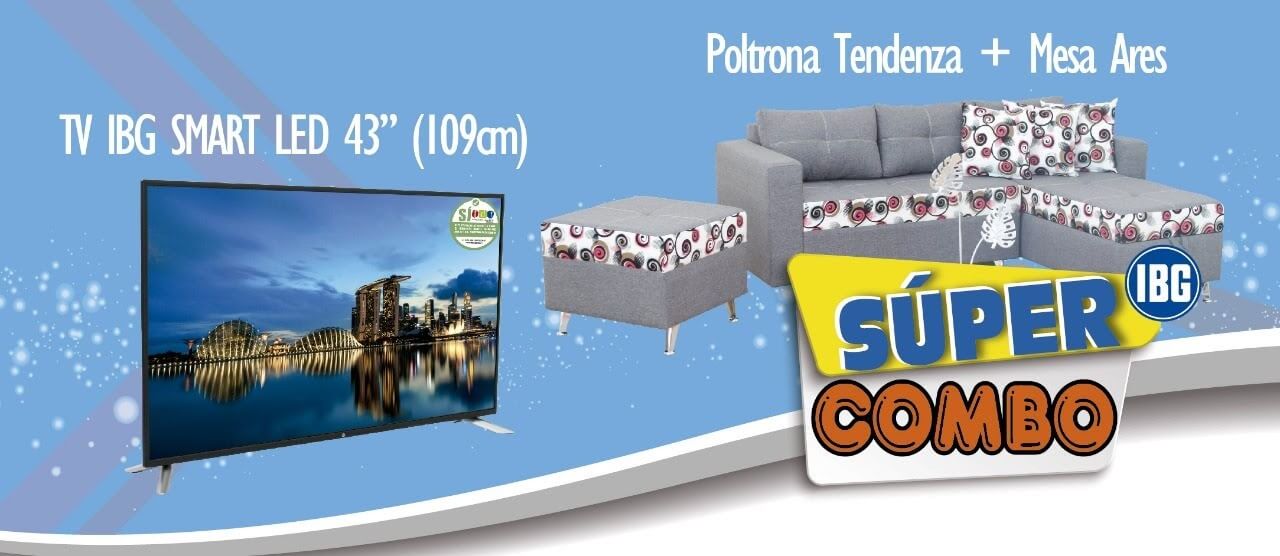 Poltrona Tendenza + Mesa Ares
TV IBG SMART LED 43” (109cm)
SÚPER
IBG
COMBO